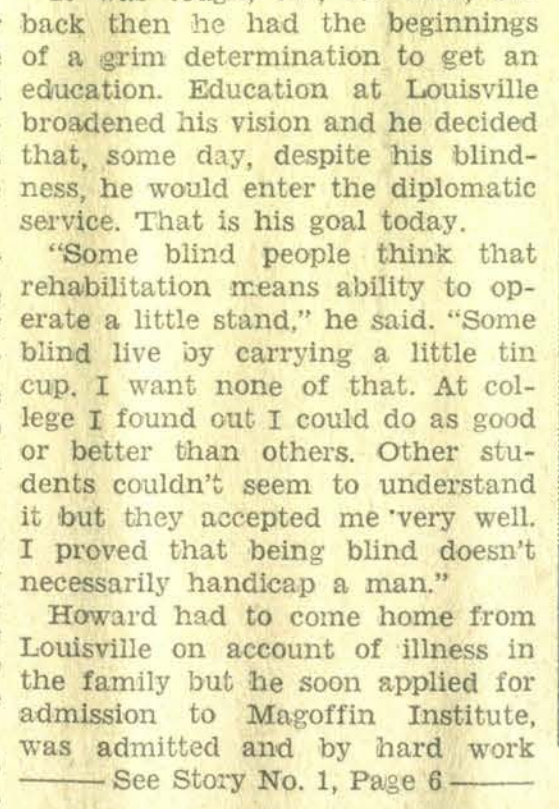 back then he had the beginnings
of a grim determination to get an
education. Education at Louisville
broadened his vision and he decided
that, some day, despite his blind-
ness, he would enter the diplomatic
service. That is his goal today.
"Some blind people think that
rehabilitation means ability to op-
erate a little stand," he said. "Some
blind live by carrying a little tin
cup. I want none of that. At col-
lege I found out I could do as good
or better than others. Other stu-
dents couldn't seem to understand
it but they accepted me very well.
I proved that being blind doesn't
necessarily handicap a man."
Howard had to come home from
Louisville on account of illness in
the family but he soon applied for
admission to Magoffin Institute,
was admitted and by hard work
See Story No. 1, Page 6